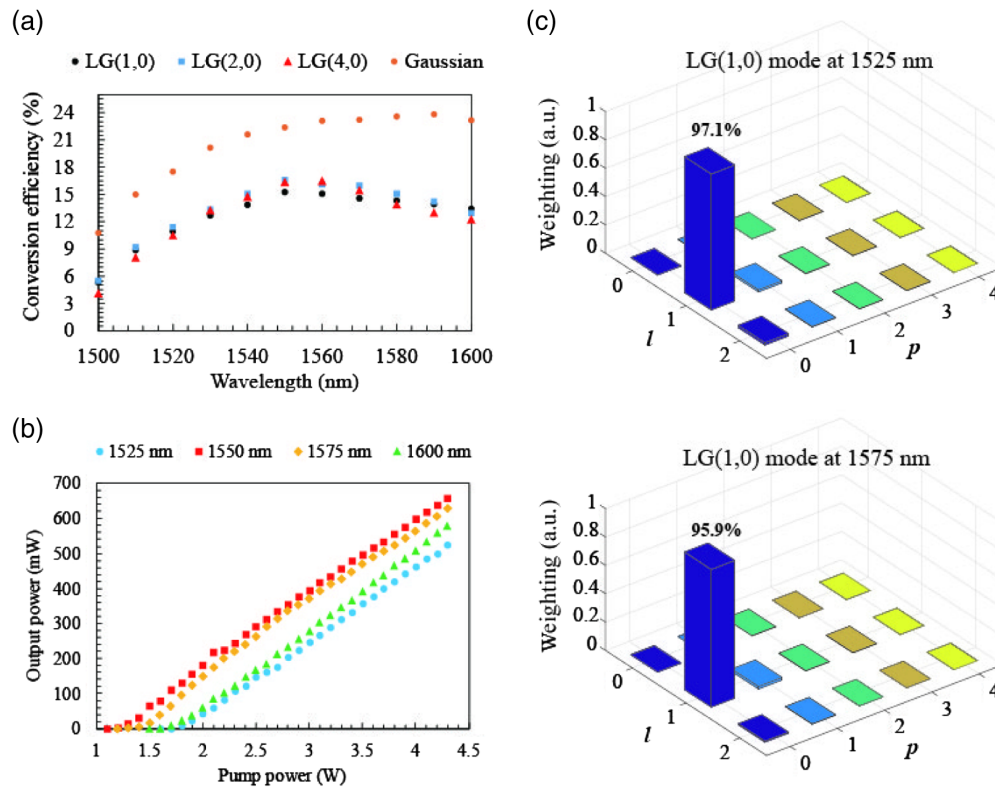 (a)
LG(1,0) LG(2,0) LG(4,0) Gaussian
Conversion efficiency (%)
24
21
18
15
12
9
6
3
0
1500 1520 1540 1560 1580 1600
Wavelength (nm)
(b)
1525 nm 1550 nm 1575 nm 1600 nm
Output power (mW)
700
600
500
400
300
200
100
0
1 1.5 2 2.5 3 3.5 4 4.5
Pump power (W)
(c)
LG(1,0) mode at 1525 nm
Weighting (a.u.)
1
0.8
0.6
0.4
0.2
0
97.1%
0
1
2
l
0
1
2
3
4
p
LG(1,0) mode at 1575 nm
Weighting (a.u.)
1
0.8
0.6
0.4
0.2
0
95.9%
0
1
2
l
0
1
2
3
4
p